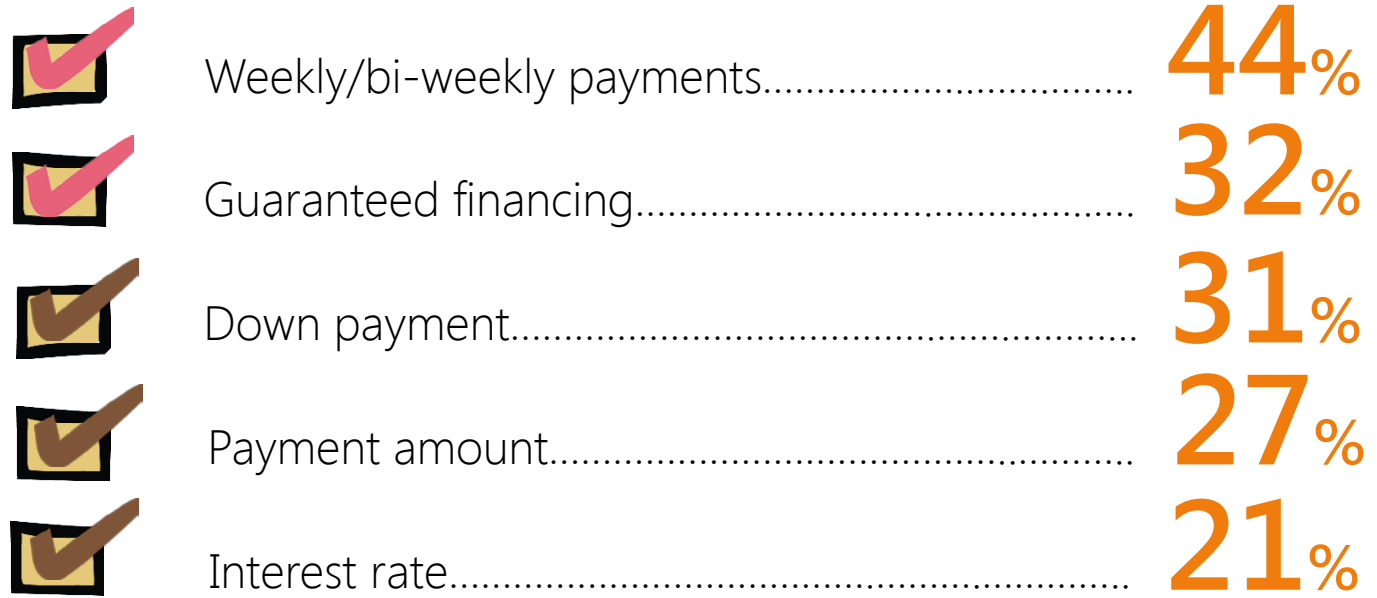 Weekly/bi-weekly payments................................... 44%
Guaranteed financing............................................... 32%
Down payment........................................................... 31%
Payment amount....................................................... 27%
Interest rate................................................................ 21%